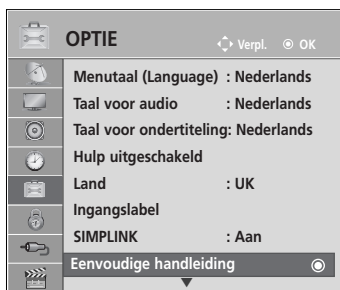 OPTIE Verpl. OK
Menutaal (Language) : Nederlands
Taal voor audio : Nederlands
Taal voor ondertiteling: Nederlands
Hulp uitgeschakeld
Land : UK
Ingangslabel
SIMPLINK : Aan
Eenvoudige handleiding